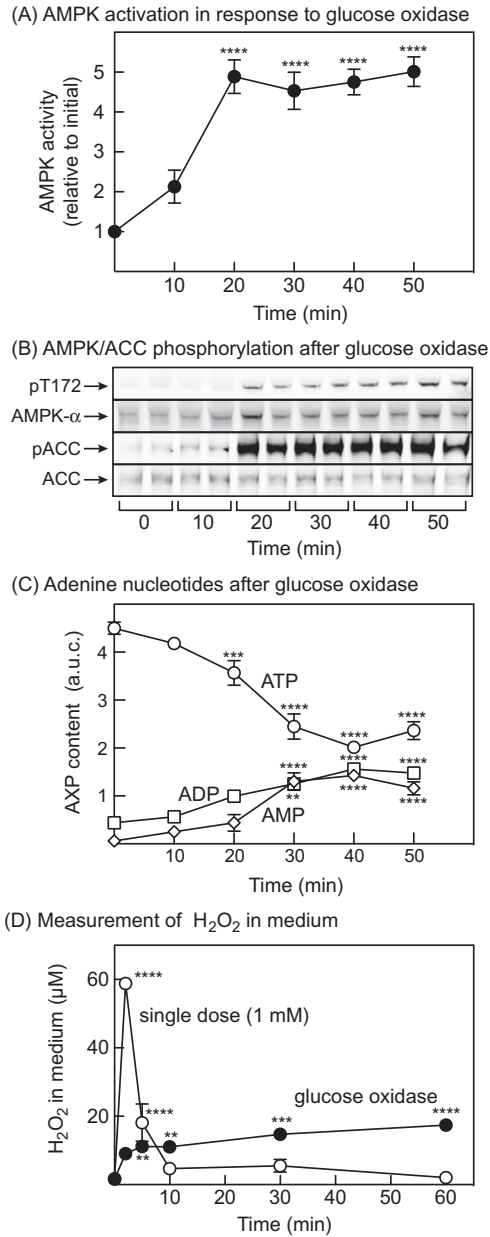 (A) AMPK activation in response to glucose oxidase
AMPK activity
(relative to initial)
5
4
3
2
1
**** **** **** ****
10 20 30 40 50
Time (min)
(B) AMPK/ACC phosphorylation after glucose oxidase
pT172
AMPK-α
pACC
ACC
0 10 20 30 40 50
Time (min)
(C) Adenine nucleotides after glucose oxidase
AXP content (a.u.c.)
4
3
2
1
***
ATP
**** **** ****
**** **** ****
ADP
AMP
** **** ****
10 20 30 40 50
Time (min)
(D) Measurement of H₂O₂ in medium
H₂O₂ in medium (µM)
60
40
20
****
single dose (1 mM)
glucose oxidase
**** ** *** ****
**
0 10 20 30 40 50 60
Time (min)